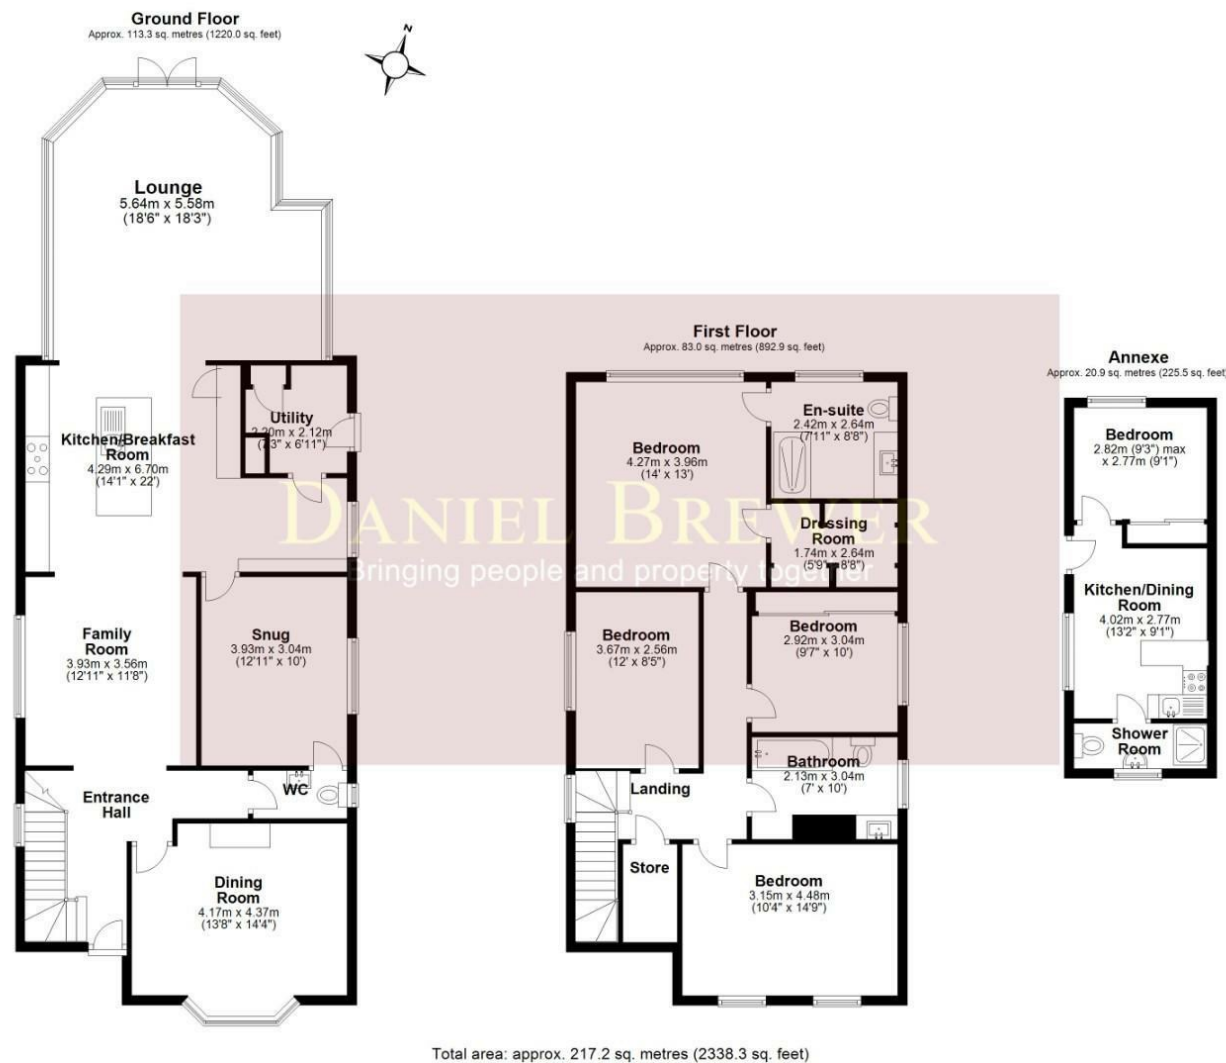 Ground Floor
Approx. 113.3 sq. metres (1220.0 sq. feet)
N
Lounge
5.64m x 5.58m
(18'6" x 18'3")
Utility
2.20m x 2.12m
(7'3" x 6'11")
Kitchen/Breakfast
Room
4.29m x 6.70m
(14'1" x 22')
Family
Room
3.93m x 3.56m
(12'11" x 11'8")
Snug
3.93m x 3.04m
(12'11" x 10')
Entrance
Hall
WC
Dining
Room
4.17m x 4.37m
(13'8" x 14'4")
First Floor
Approx. 83.0 sq. metres (892.9 sq. feet)
Bedroom
4.27m x 3.96m
(14' x 13')
En-suite
2.42m x 2.64m
(7'11" x 8'8")
Dressing
Room
1.74m x 2.64m
(5'9" x 8'8")
Bedroom
3.67m x 2.56m
(12' x 8'5")
Bedroom
2.92m x 3.04m
(9'7" x 10')
Bathroom
2.13m x 3.04m
(7' x 10')
Landing
Store
Bedroom
3.15m x 4.48m
(10'4" x 14'9")
Annexe
Approx. 20.9 sq. metres (225.5 sq. feet)
Bedroom
2.82m (9'3") max
x 2.77m (9'1")
Kitchen/Dining
Room
4.02m x 2.77m
(13'2" x 9'1")
Shower
Room
DANIEL BREWER
Bringing people and property together
Total area: approx. 217.2 sq. metres (2338.3 sq. feet)